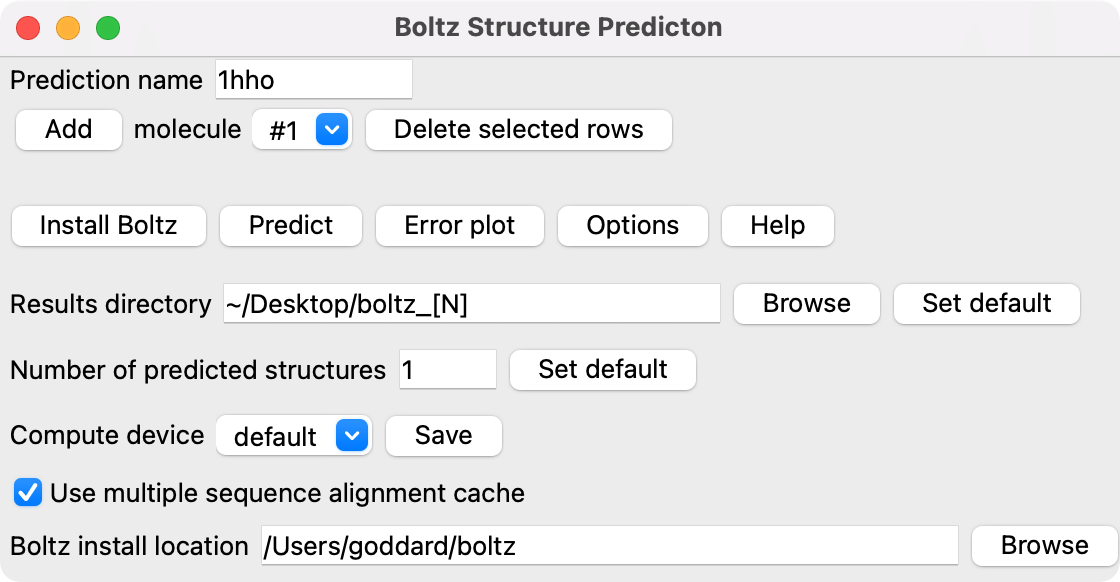 Boltz Structure Predicton
Prediction name 1hho
Add molecule #1 Delete selected rows
Install Boltz Predict Error plot Options Help
Results directory ~/Desktop/boltz_[N] Browse Set default
Number of predicted structures 1 Set default
Compute device default Save
Use multiple sequence alignment cache
Boltz install location /Users/goddard/boltz Browse